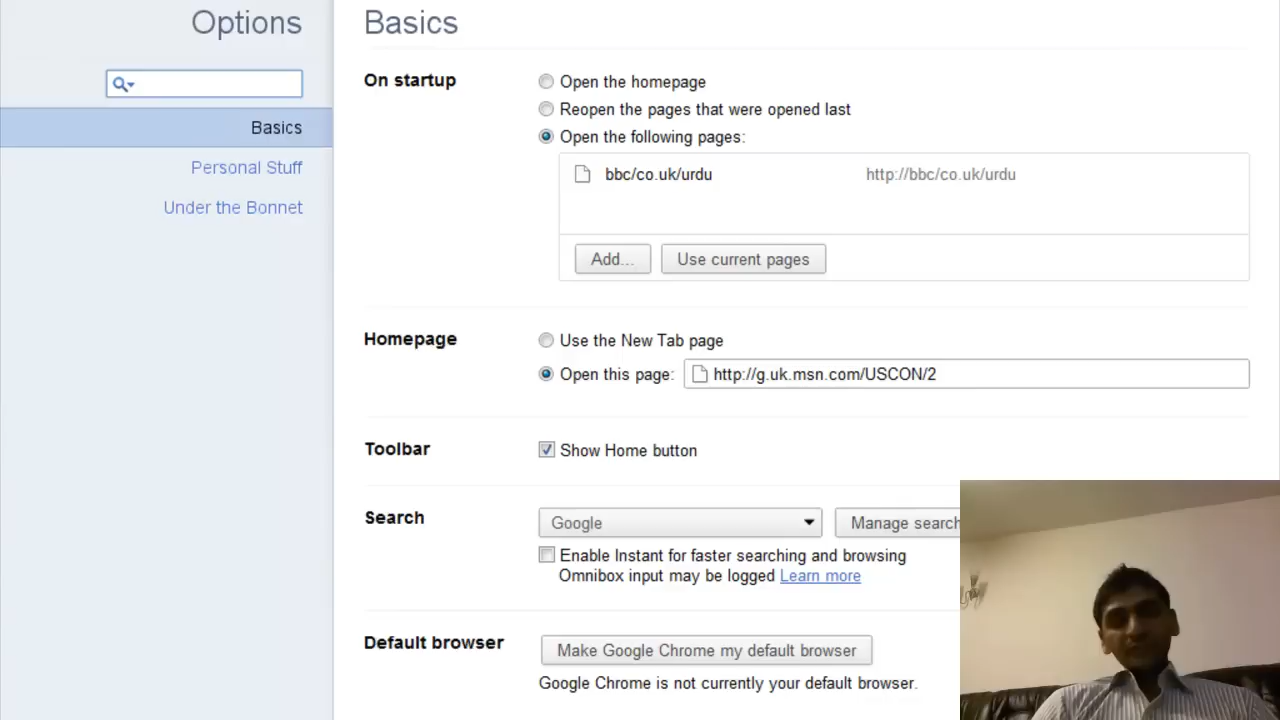 Options
Basics
Personal Stuff
Under the Bonnet
Basics
On startup
Open the homepage
Reopen the pages that were opened last
Open the following pages:
bbc/co.uk/urdu http://bbc/co.uk/urdu
Add... Use current pages
Homepage
Use the New Tab page
Open this page: http://g.uk.msn.com/USCON/2
Toolbar
Show Home button
Search
Google Manage search
Enable Instant for faster searching and browsing
Omnibox input may be logged Learn more
Default browser
Make Google Chrome my default browser
Google Chrome is not currently your default browser.